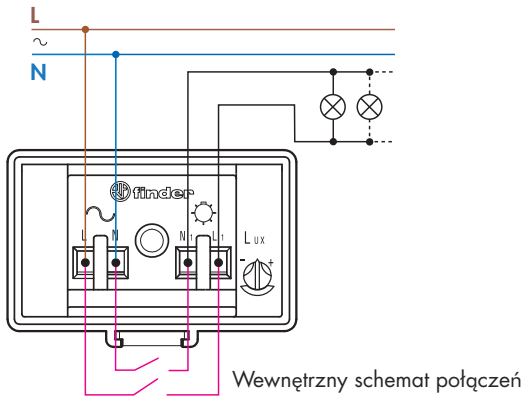 L
~
N
finder
L N N1 L1
LUX
- +
Wewnętrzny schemat połączeń